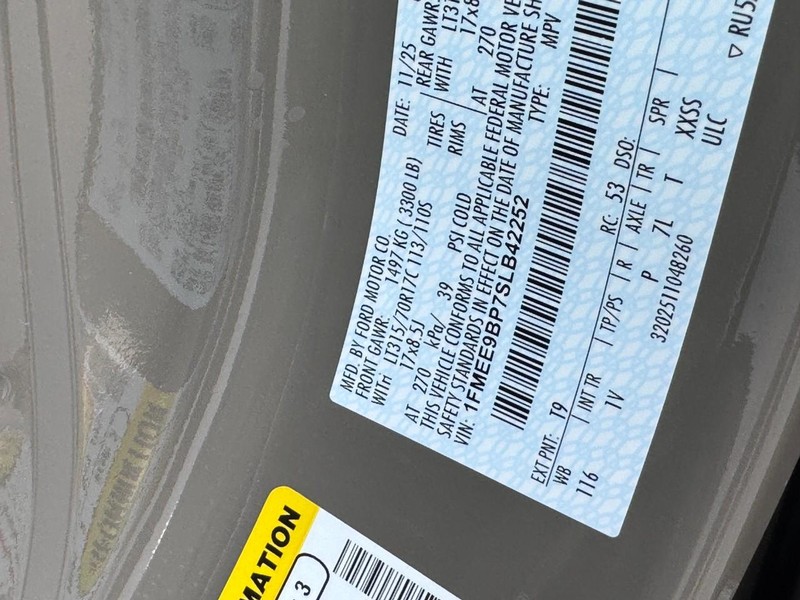 MFD. BY FORD MOTOR CO.
DATE: 11/25
FRONT GAWR: 1497 KG ( 3300 LB)
REAR GAWR
WITH
LT315/70R17C 113/110S
TIRES
WITH
17x8.5J
RIMS
AT 270 kPa/ 39 PSI COLD
AT 270
THIS VEHICLE CONFORMS TO ALL APPLICABLE FEDERAL MOTOR
SAFETY STANDARDS IN EFFECT ON THE DATE OF MANUFACTURE
VIN: 1FMEE9BP7SLB42252
TYPE: MPV
EXT PNT: T9
RC: 53 DSO:
WB | INT TR | TP/PS | R | AXLE | TR | SPR |
116 1V P 7L T XXSS
3202511048260 ULC
▽ RU5
MATION
3